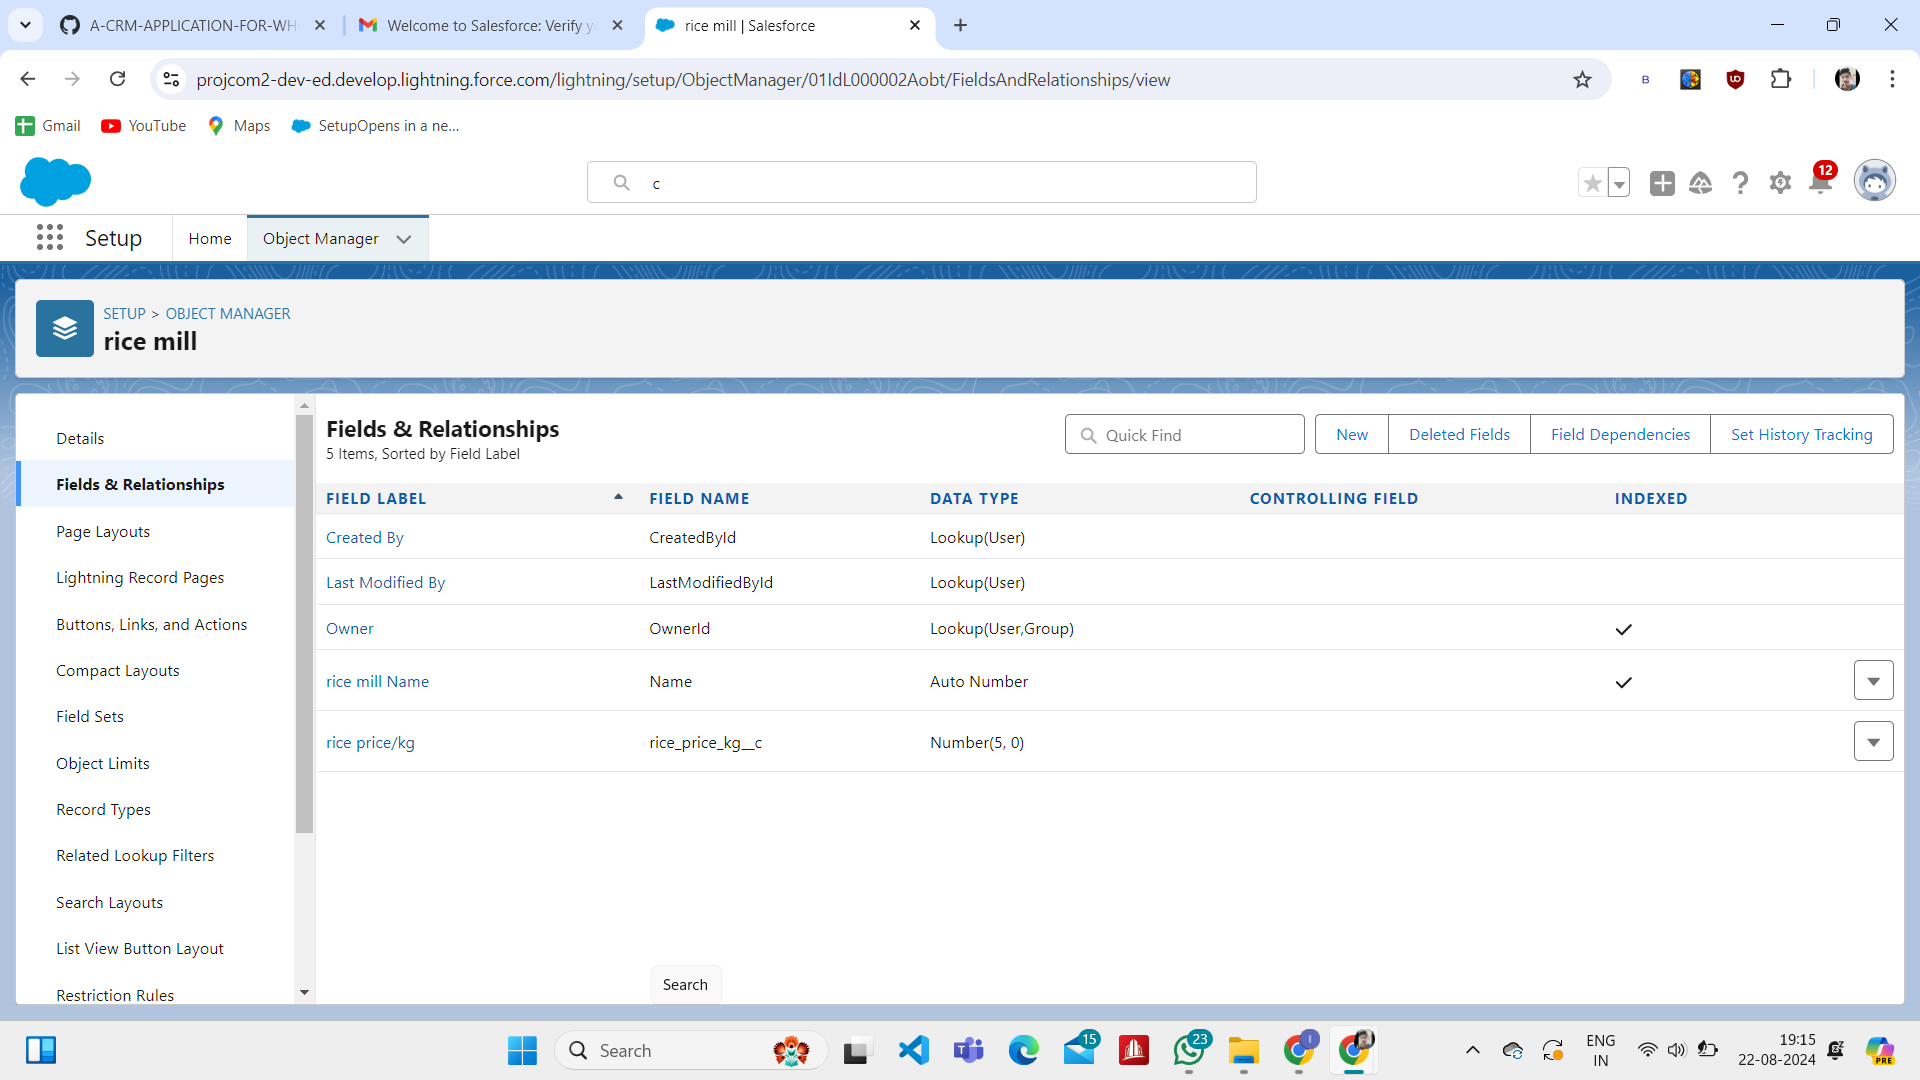 A-CRM-APPLICATION-FOR-WH
Welcome to Salesforce: Verify yo
rice mill | Salesforce
projcom2-dev-ed.develop.lightning.force.com/lightning/setup/ObjectManager/01IdL000002Aobt/FieldsAndRelationships/view
B
Gmail
YouTube
Maps
SetupOpens in a ne...
c
12
Setup
Home
Object Manager
SETUP > OBJECT MANAGER
rice mill
Details
Fields & Relationships
Page Layouts
Lightning Record Pages
Buttons, Links, and Actions
Compact Layouts
Field Sets
Object Limits
Record Types
Related Lookup Filters
Search Layouts
List View Button Layout
Restriction Rules
Fields & Relationships
5 Items, Sorted by Field Label
Quick Find
New
Deleted Fields
Field Dependencies
Set History Tracking
FIELD LABEL FIELD NAME DATA TYPE CONTROLLING FIELD INDEXED
Created By CreatedById Lookup(User)
Last Modified By LastModifiedById Lookup(User)
Owner OwnerId Lookup(User,Group)
rice mill Name Name Auto Number
rice price/kg rice_price_kg__c Number(5, 0)
Search
Search
15
23
ENG
IN
19:15
22-08-2024
PRE